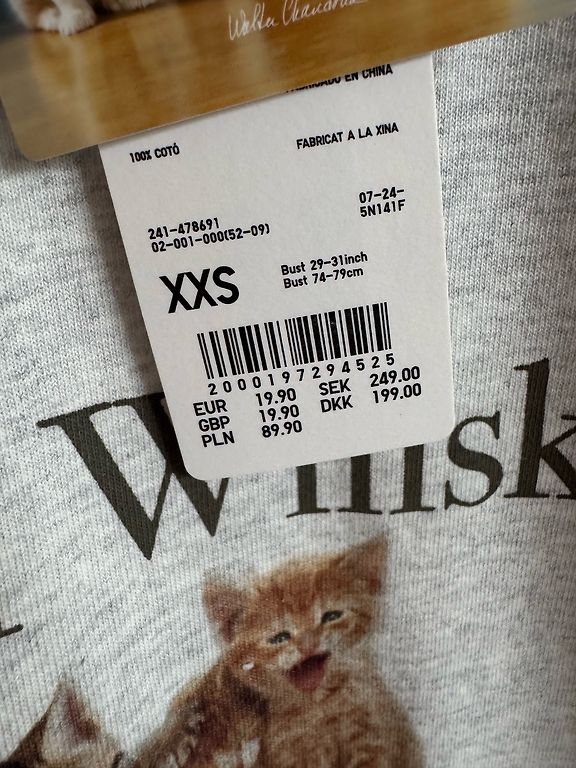 Walter Chandoha
FABRICADO EN CHINA
100% COTÓ
FABRICAT A LA XINA
241-478691
02-001-000(52-09)
07-24-
5N141F
XXS
Bust 29-31inch
Bust 74-79cm
2000197294525
EUR 19.90 SEK 249.00
GBP 19.90 DKK 199.00
PLN 89.90